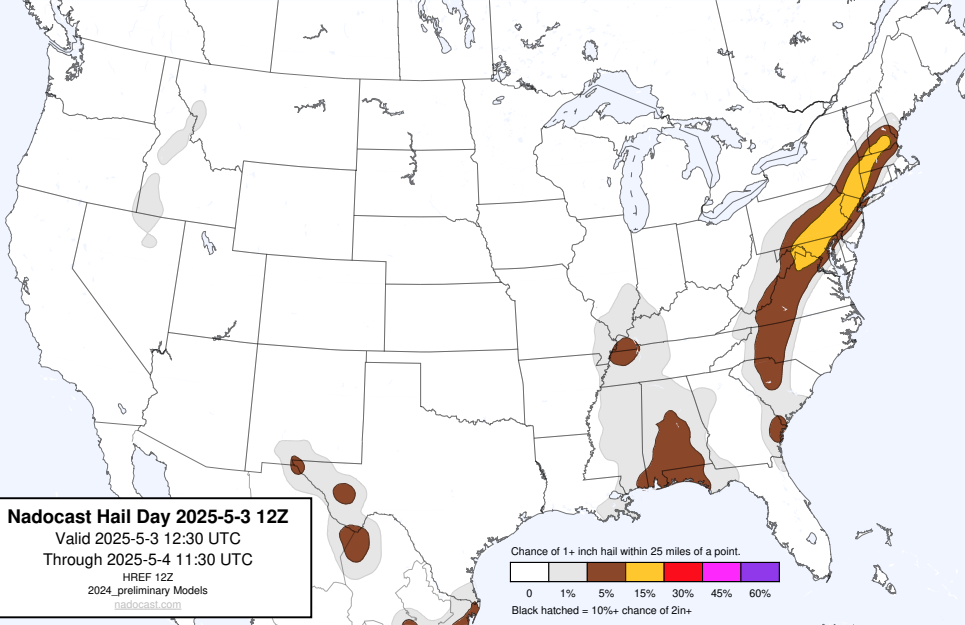 Nadocast Hail Day 2025-5-3 12Z
Valid 2025-5-3 12:30 UTC
Through 2025-5-4 11:30 UTC
HREF 12Z
2024_preliminary Models
nadocast.com
Chance of 1+ inch hail within 25 miles of a point.
0 1% 5% 15% 30% 45% 60%
Black hatched = 10%+ chance of 2in+